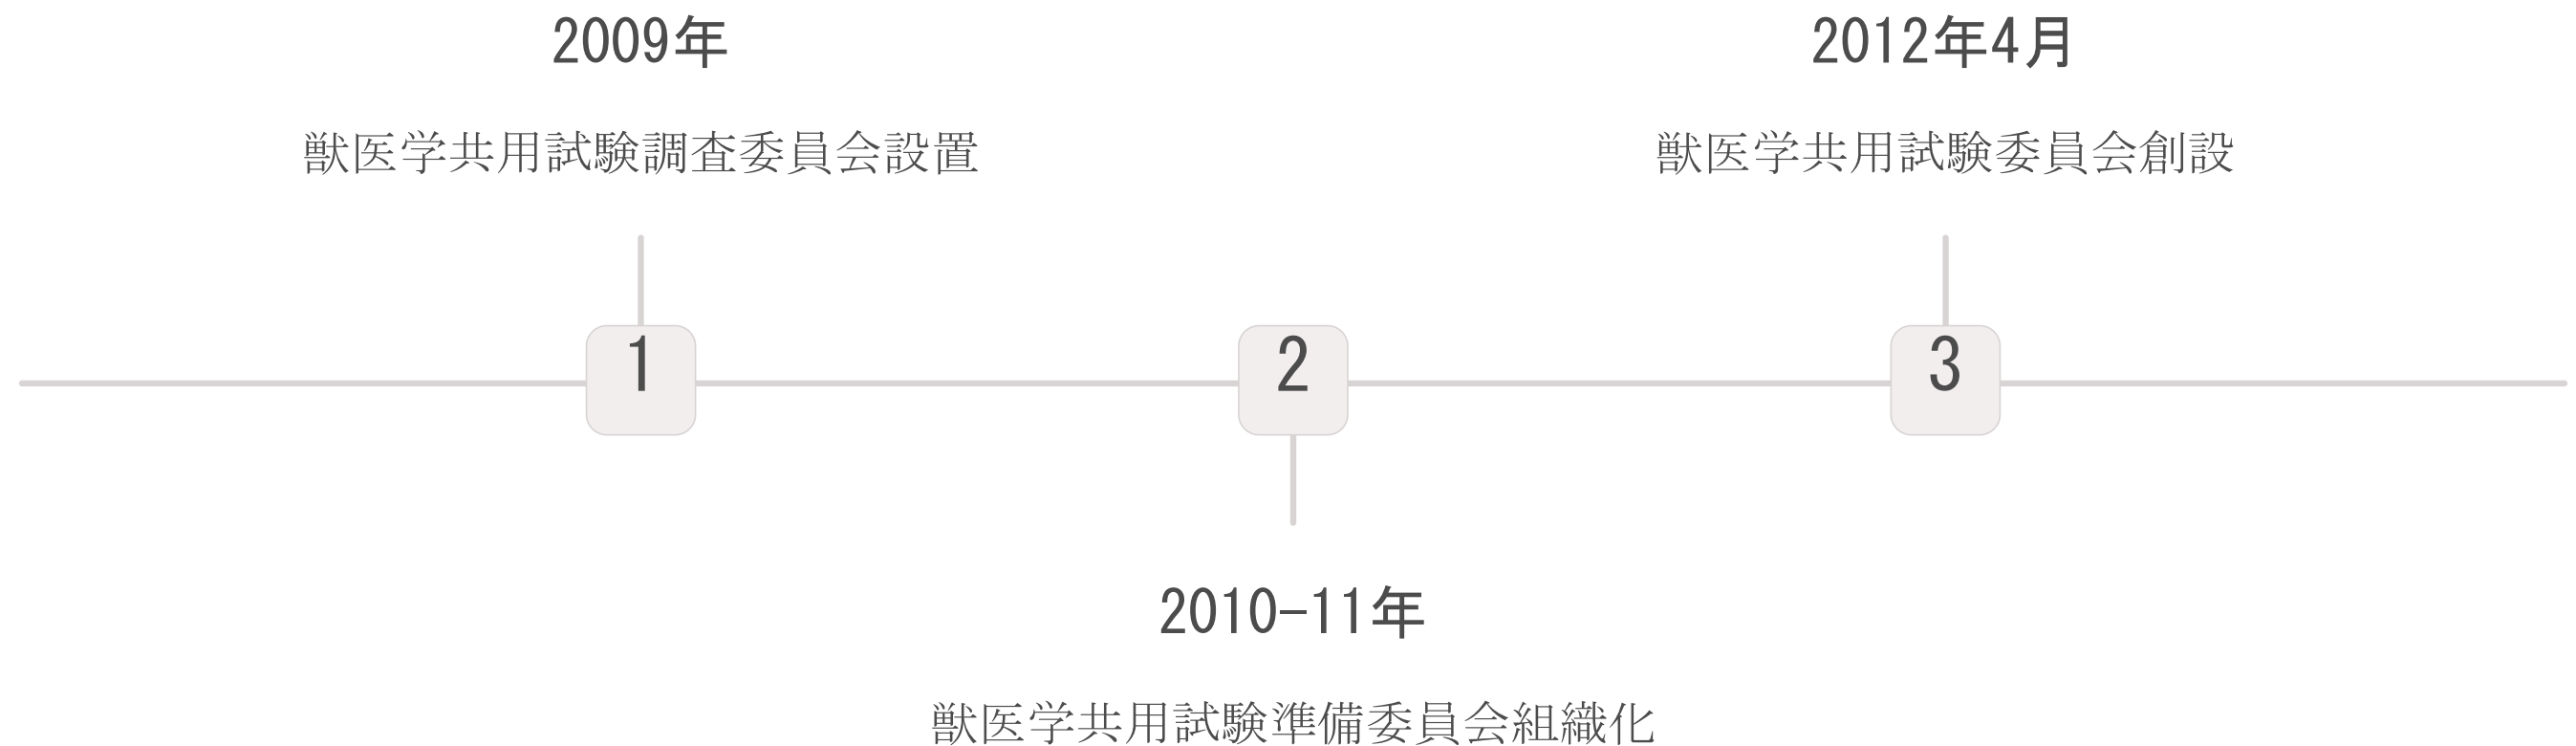 2009年
獣医学共用試験調査委員会設置
1
2
2010-11年
獣医学共用試験準備委員会組織化
2012年4月
獣医学共用試験委員会創設
3